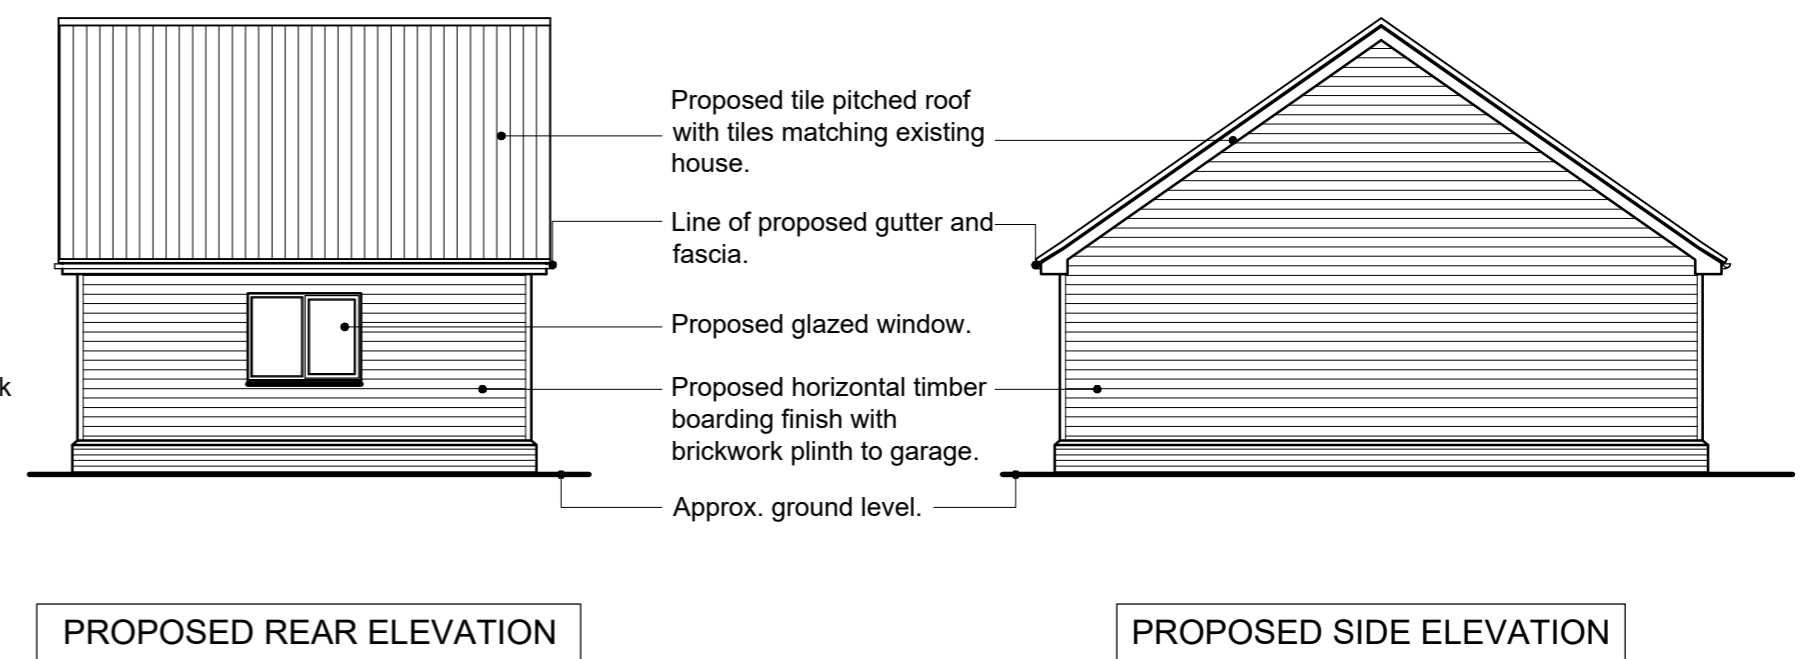 Proposed tile pitched roof
with tiles matching existing
house.
Line of proposed gutter and
fascia.
Proposed glazed window.
k
Proposed horizontal timber
boarding finish with
brickwork plinth to garage.
Approx. ground level.
PROPOSED REAR ELEVATION
PROPOSED SIDE ELEVATION